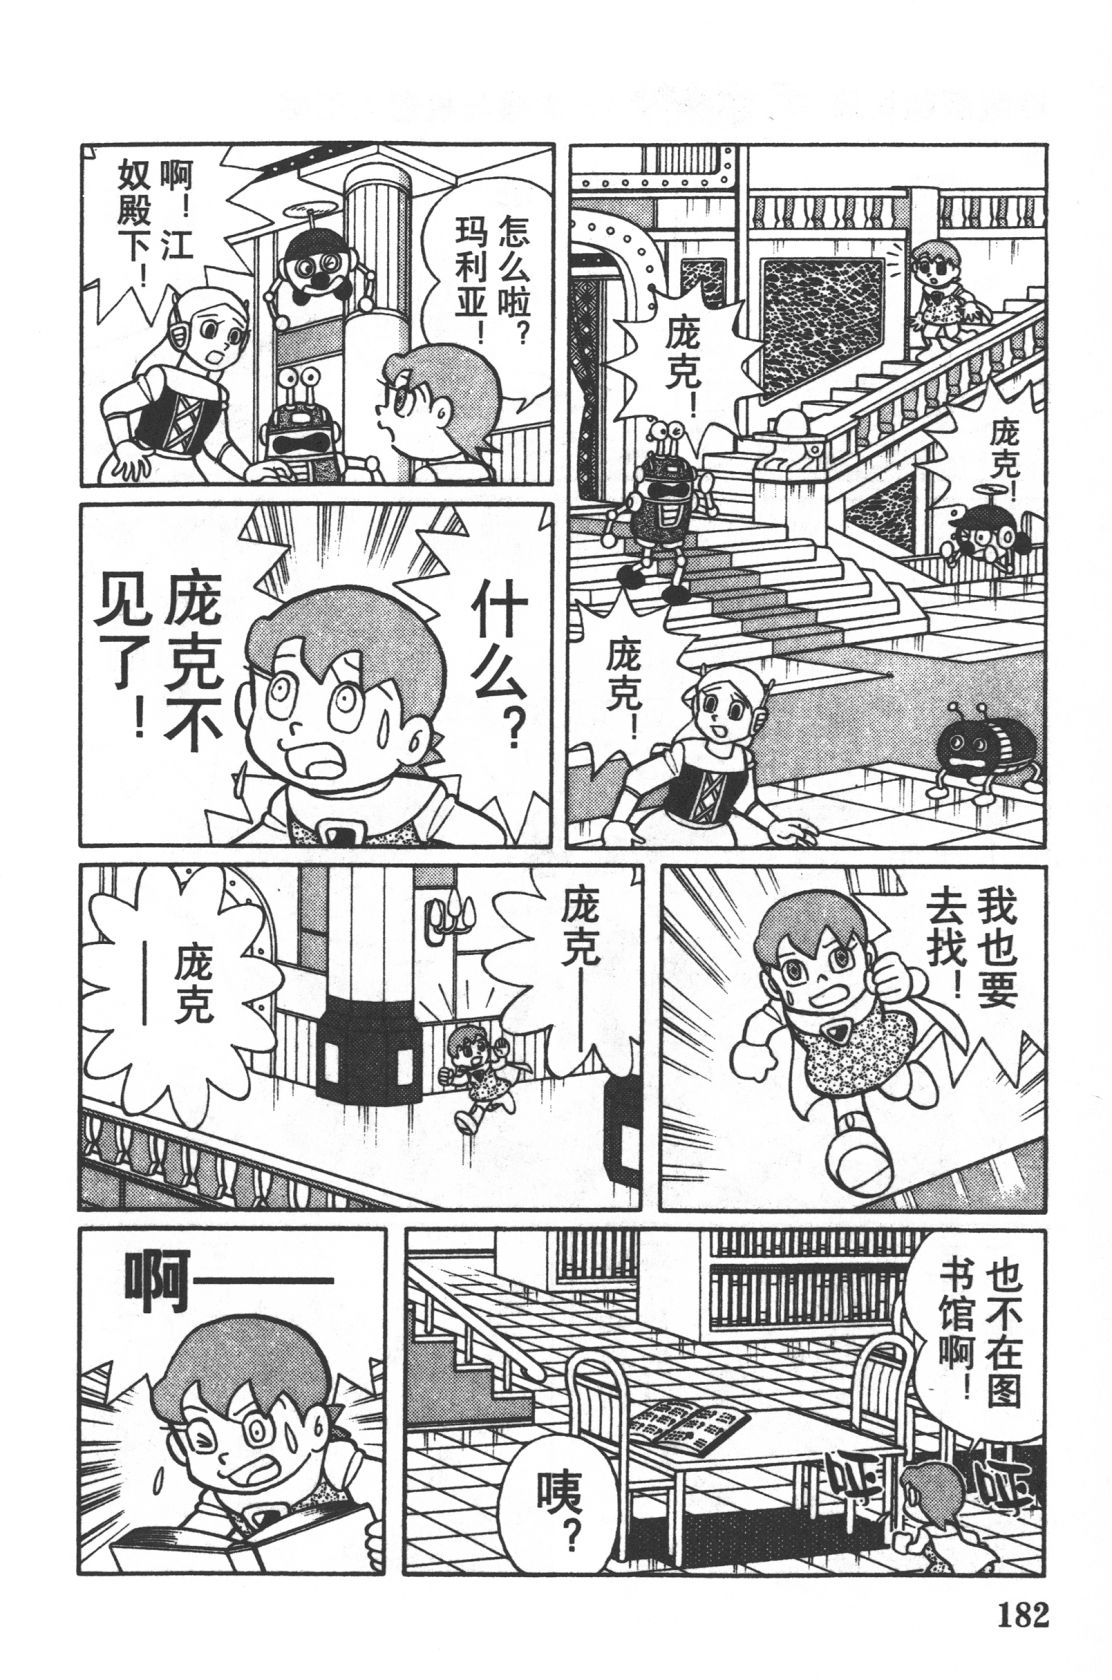 庞克！
庞克！
庞克！
怎么啦？
玛利亚！
啊！江
奴殿下！
什么？
庞克不
见了！
我也要
去找！
庞克——
——庞克——
也不在图
书馆啊！
呼
呼
咦？
啊——
182